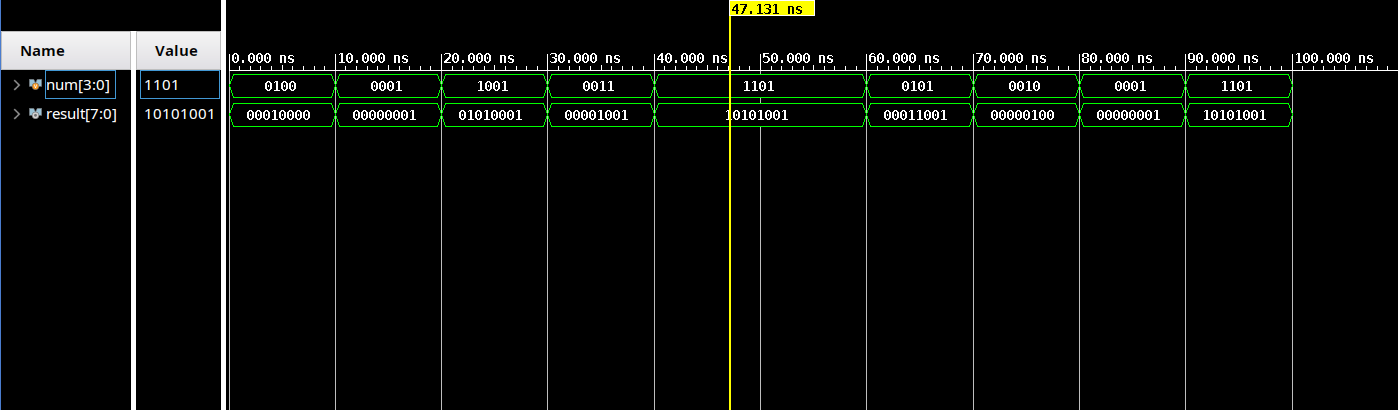 47.131 ns
Name Value
0.000 ns 10.000 ns 20.000 ns 30.000 ns 40.000 ns 50.000 ns 60.000 ns 70.000 ns 80.000 ns 90.000 ns 100.000 ns
num[3:0] 1101 0100 0001 1001 0011 1101 0101 0010 0001 1101
result[7:0] 10101001 00010000 00000001 01010001 00001001 10101001 00011001 00000100 00000001 10101001